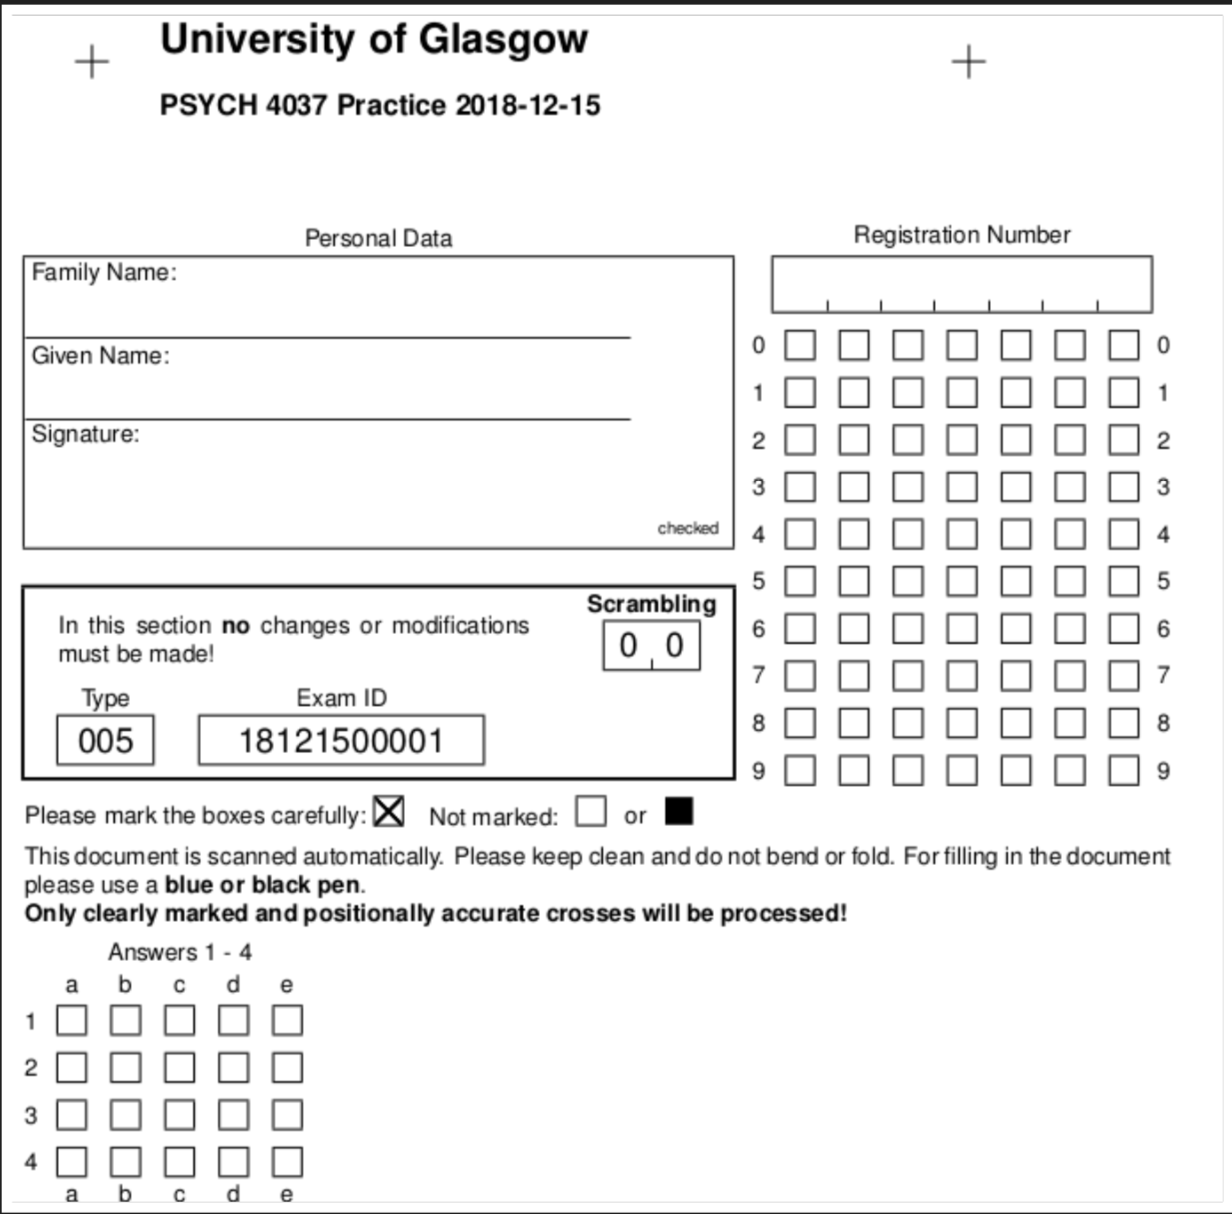 University of Glasgow
PSYCH 4037 Practice 2018-12-15
Personal Data
Family Name:
Given Name:
Signature:
checked
Registration Number
0 0
1 1
2 2
3 3
4 4
5 5
6 6
7 7
8 8
9 9
In this section no changes or modifications
must be made!
Scrambling
0 0
Type Exam ID
005 18121500001
Please mark the boxes carefully: Not marked: or
This document is scanned automatically. Please keep clean and do not bend or fold. For filling in the document
please use a blue or black pen.
Only clearly marked and positionally accurate crosses will be processed!
Answers 1 - 4
a b c d e
1
2
3
4
a b c d e